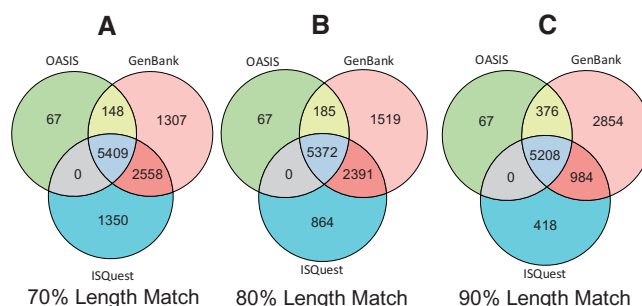 A B C
OASIS GenBank OASIS GenBank OASIS GenBank
148 185 376
67 1307 67 1519 67 2854
5409 5372 5208
0 2558 0 2391 0 984
1350 864 418
ISQuest ISQuest ISQuest
70% Length Match 80% Length Match 90% Length Match